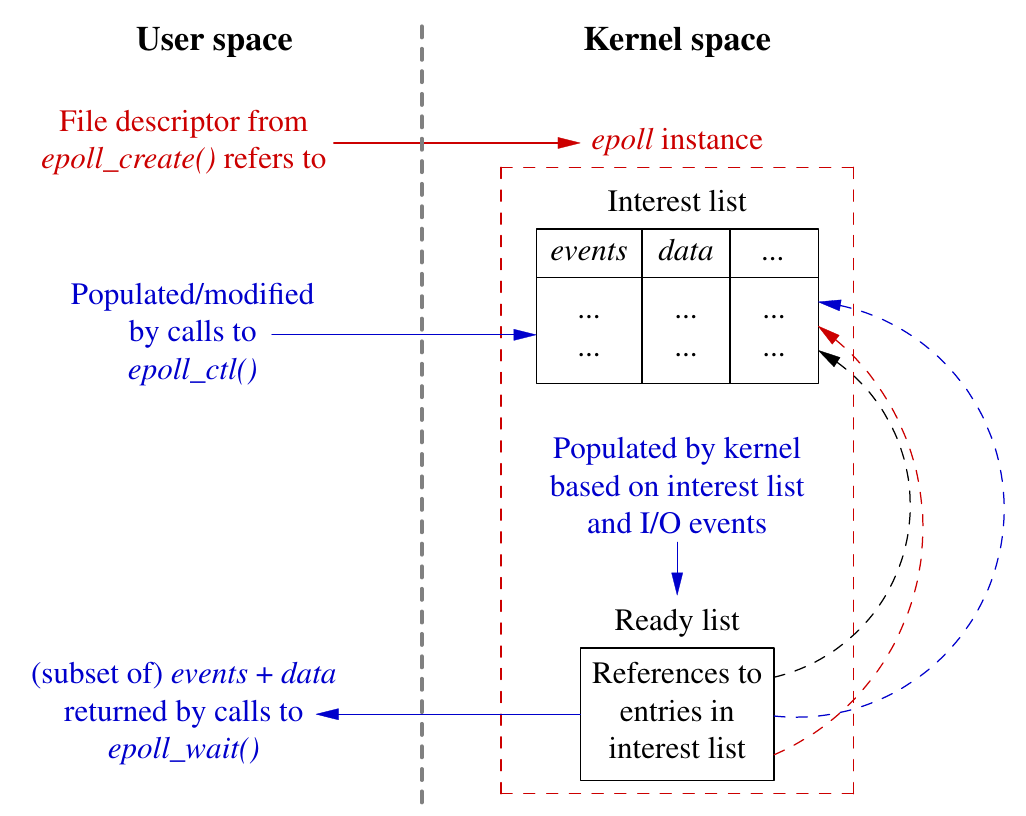 User space
Kernel space
File descriptor from
epoll_create() refers to
epoll instance
Interest list
events data ...
... ... ...
... ... ...
Populated/modified
by calls to
epoll_ctl()
Populated by kernel
based on interest list
and I/O events
Ready list
References to
entries in
interest list
(subset of) events + data
returned by calls to
epoll_wait()